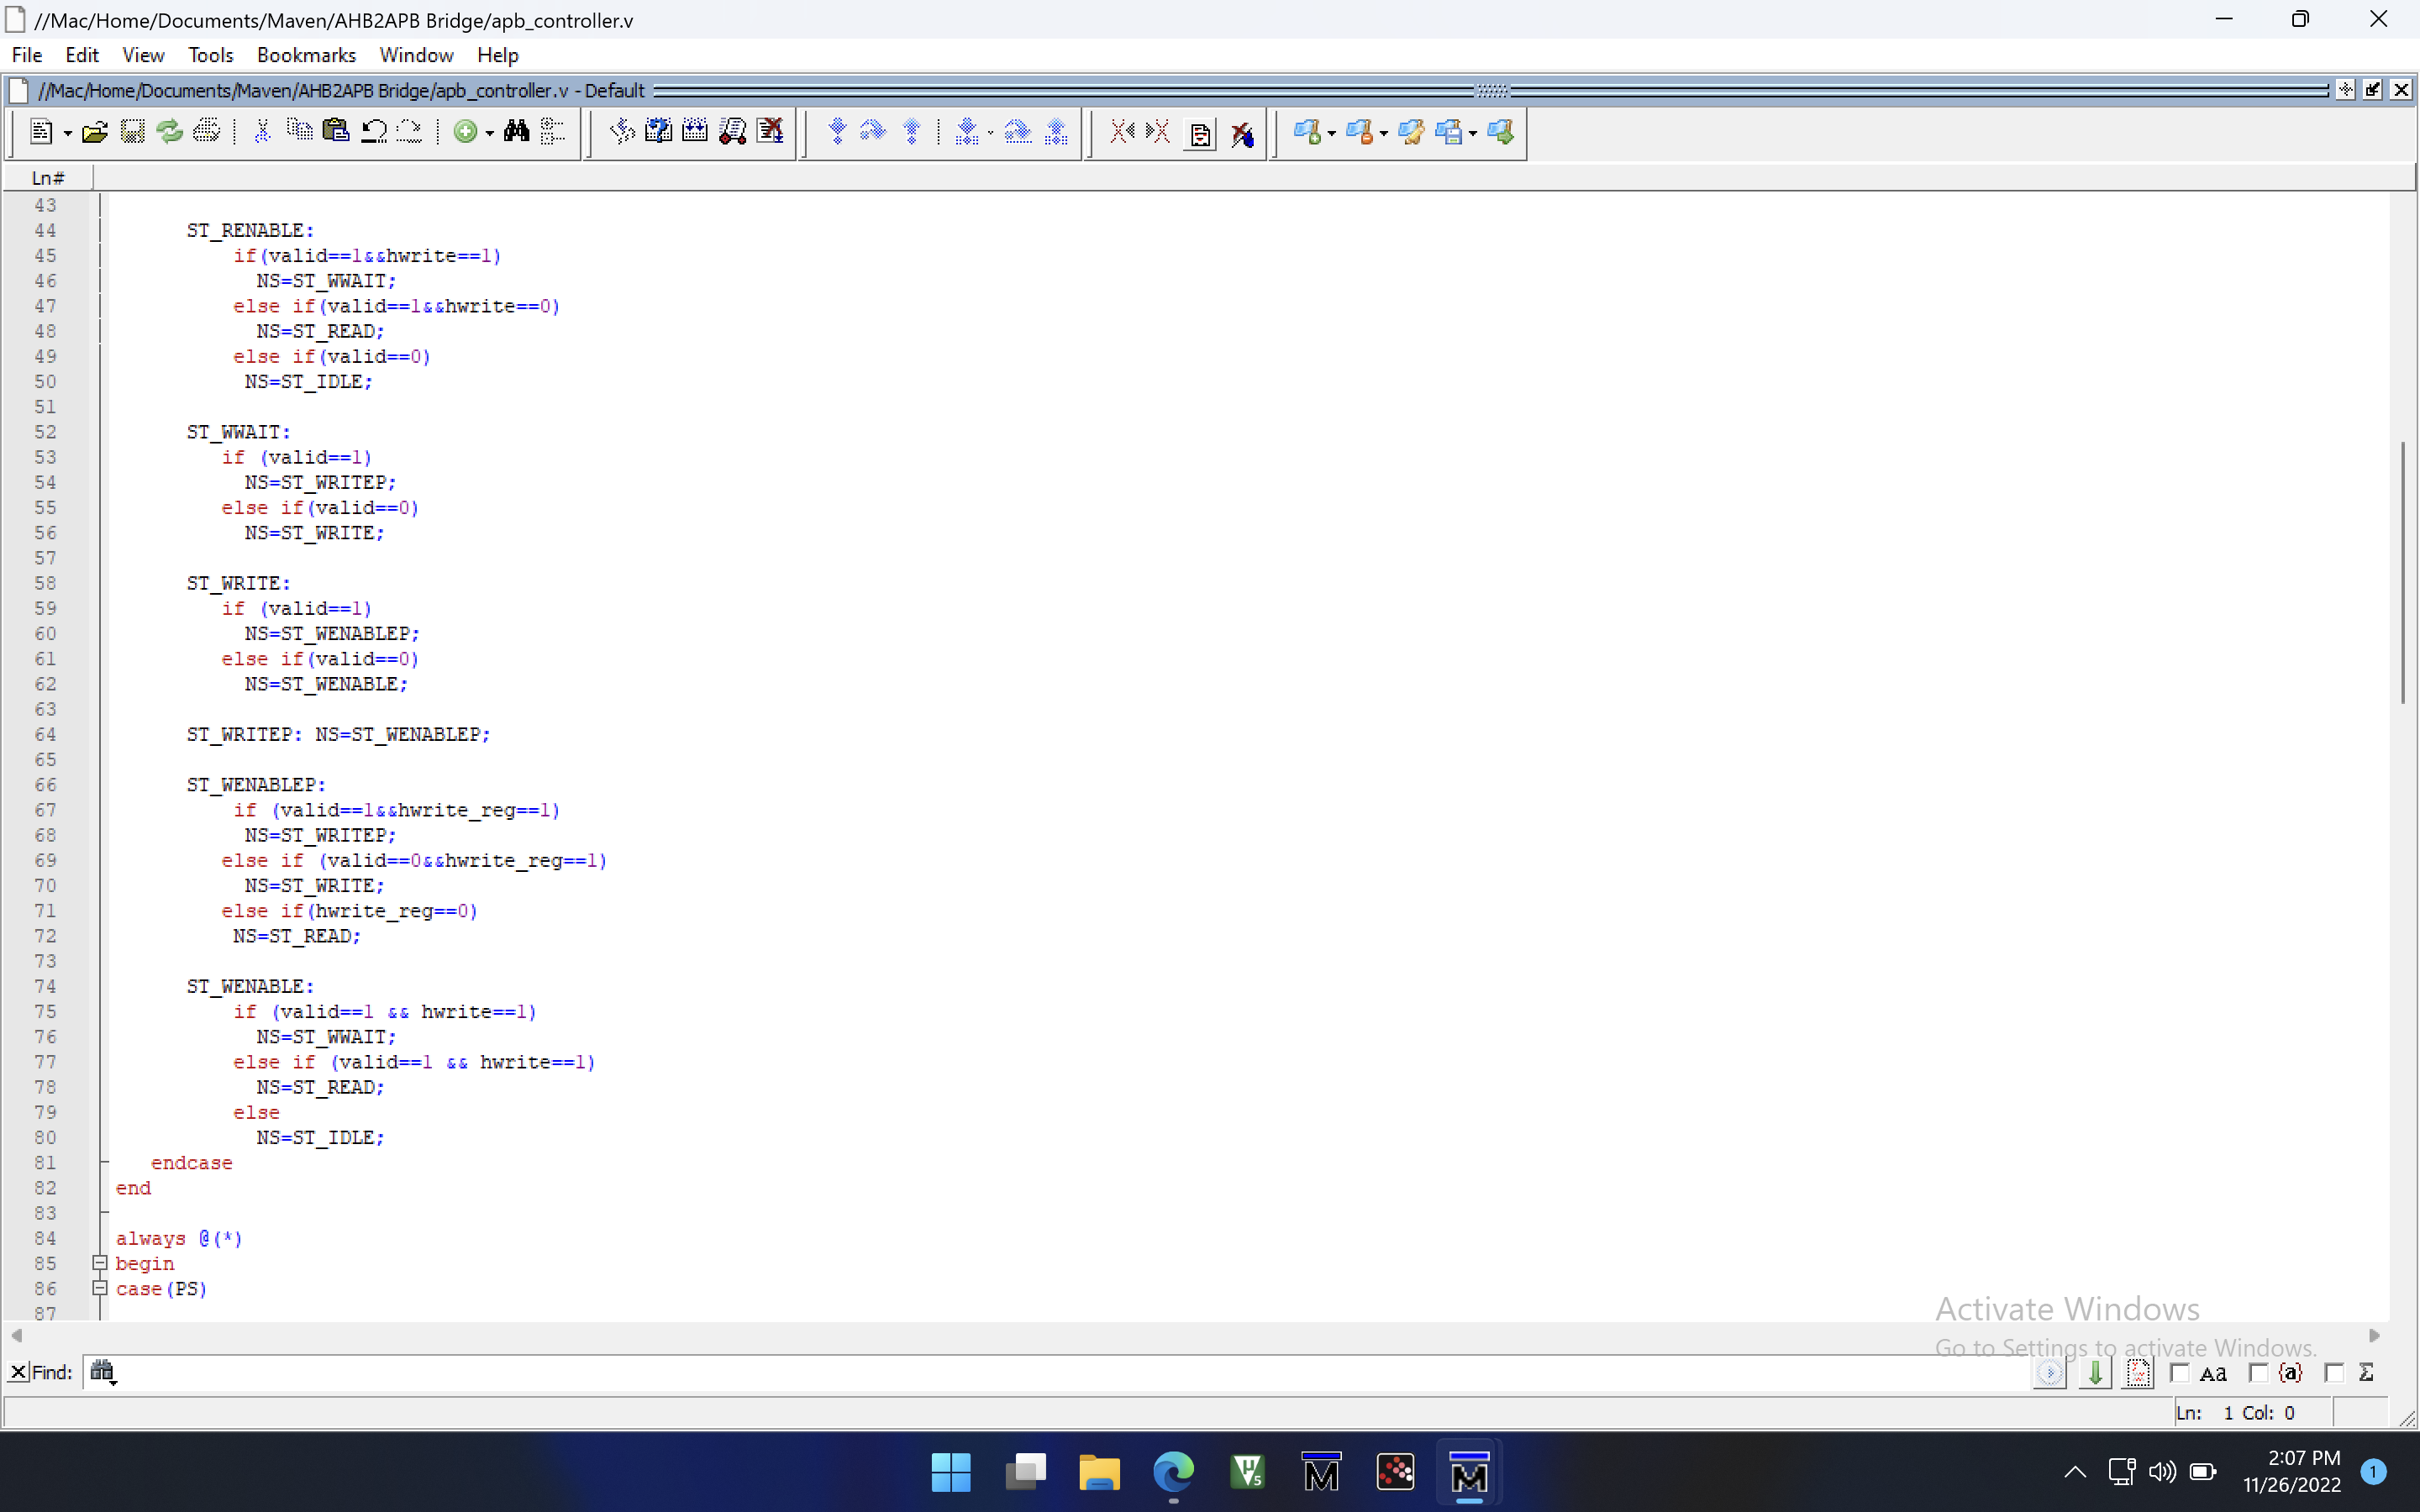 //Mac/Home/Documents/Maven/AHB2APB Bridge/apb_controller.v
File Edit View Tools Bookmarks Window Help
//Mac/Home/Documents/Maven/AHB2APB Bridge/apb_controller.v - Default
Ln#
43
44 ST_RENABLE:
45 if(valid==1&&hwrite==1)
46 NS=ST_WWAIT;
47 else if(valid==1&&hwrite==0)
48 NS=ST_READ;
49 else if(valid==0)
50 NS=ST_IDLE;
51
52 ST_WWAIT:
53 if (valid==1)
54 NS=ST_WRITEP;
55 else if(valid==0)
56 NS=ST_WRITE;
57
58 ST_WRITE:
59 if (valid==1)
60 NS=ST_WENABLEP;
61 else if(valid==0)
62 NS=ST_WENABLE;
63
64 ST_WRITEP: NS=ST_WENABLEP;
65
66 ST_WENABLEP:
67 if (valid==1&&hwrite_reg==1)
68 NS=ST_WRITEP;
69 else if (valid==0&&hwrite_reg==1)
70 NS=ST_WRITE;
71 else if(hwrite_reg==0)
72 NS=ST_READ;
73
74 ST_WENABLE:
75 if (valid==1 && hwrite==1)
76 NS=ST_WWAIT;
77 else if (valid==1 && hwrite==1)
78 NS=ST_READ;
79 else
80 NS=ST_IDLE;
81 endcase
82 end
83
84 always @(*)
85 begin
86 case(PS)
87
Activate Windows
Go to Settings to activate Windows.
Find: Aa {a} Σ
Ln: 1 Col: 0
2:07 PM
11/26/2022 1